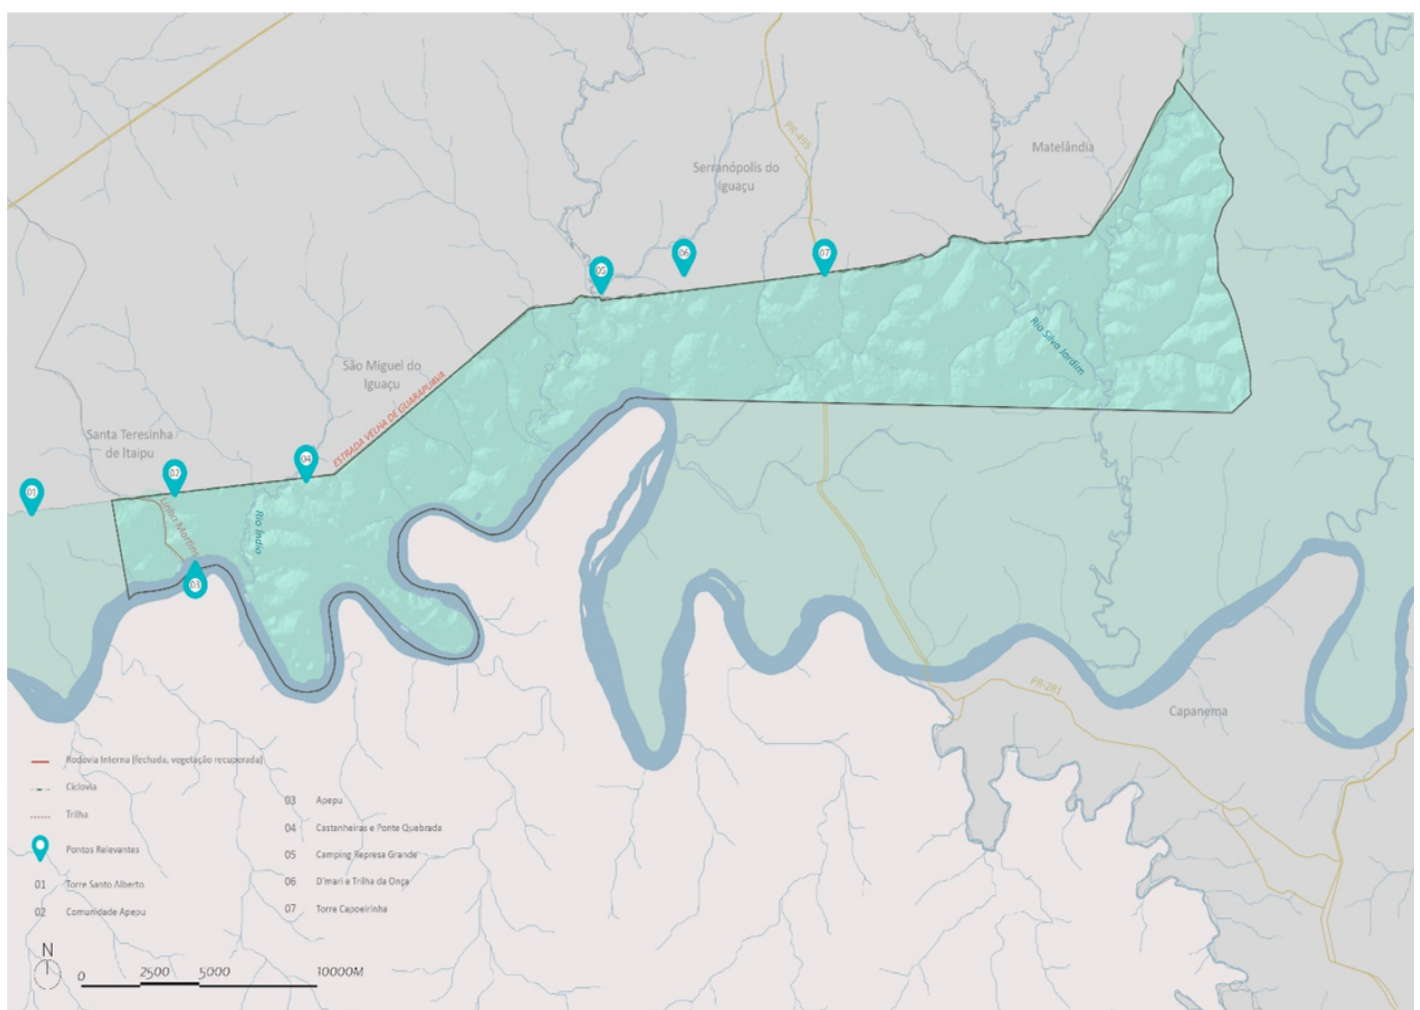 PR-495
Matelândia
Serranópolis do
Iguaçu
06
07
05
Rio Silva Jardim
São Miguel do
Iguaçu
ESTRADA VELHA DE GUARAPUAVA
Santa Teresinha
de Itaipu
04
02
01
Linha Martins
Rio Índio
03
PR-281
Capanema
Rodovia Interna (fechada, vegetação recuperada)
Ciclovia
Trilha
Pontos Relevantes
01 Torre Santo Alberto
02 Comunidade Apepu
03 Apepu
04 Castanheiras e Ponte Quebrada
05 Camping Represa Grande
06 D'mari e Trilha da Onça
07 Torre Capoeirinha
N
0 2500 5000 10000M